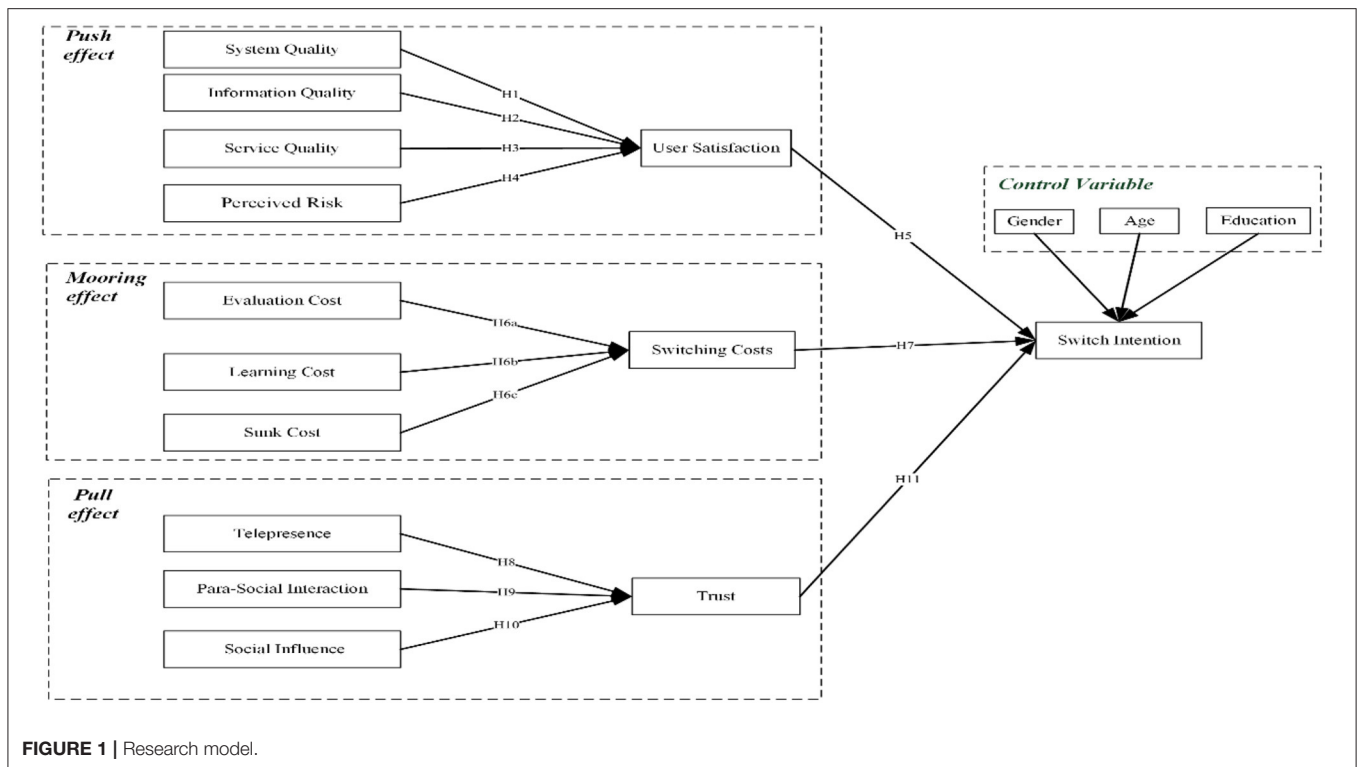 Push
effect
System Quality
Information Quality
Service Quality
Perceived Risk
H1
H2
H3
H4
User Satisfaction
H5
Mooring
effect
Evaluation Cost
Learning Cost
Sunk Cost
H6a
H6b
H6c
Switching Costs
H7
Pull
effect
Telepresence
Para-Social Interaction
Social Influence
H8
H9
H10
Trust
H11
Control Variable
Gender
Age
Education
Switch Intention
FIGURE 1 | Research model.